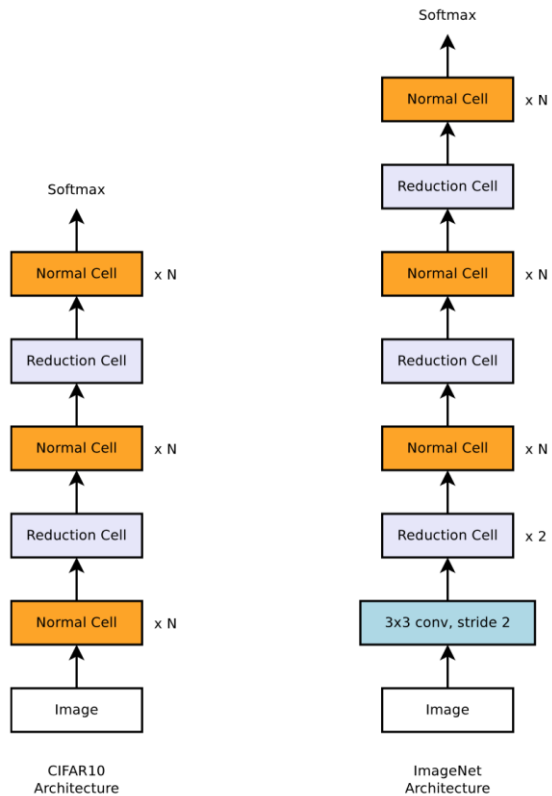 Softmax
Normal Cell x N
Reduction Cell
Normal Cell x N
Reduction Cell
Normal Cell x N
Image
CIFAR10
Architecture
Softmax
Normal Cell x N
Reduction Cell
Normal Cell x N
Reduction Cell
Normal Cell x N
Reduction Cell x 2
3x3 conv, stride 2
Image
ImageNet
Architecture